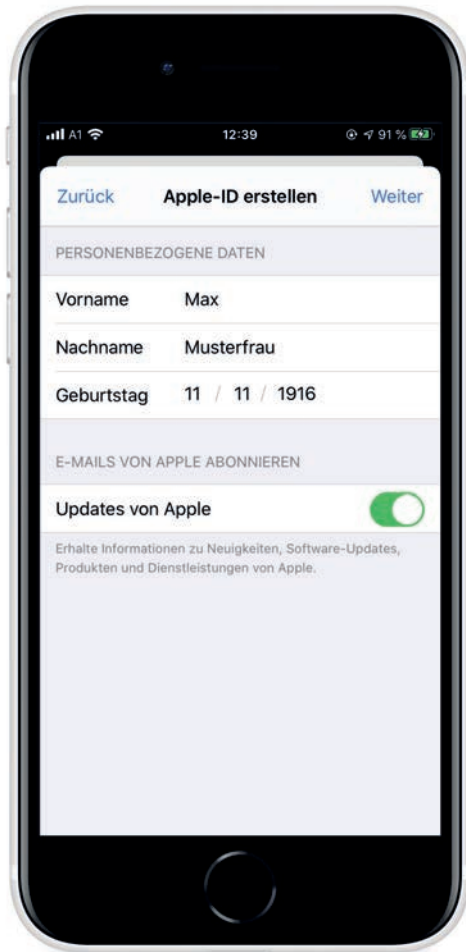 A1 12:39 91 %
Zurück Apple-ID erstellen Weiter
PERSONENBEZOGENE DATEN
Vorname Max
Nachname Musterfrau
Geburtstag 11 / 11 / 1916
E-MAILS VON APPLE ABONNIEREN
Updates von Apple
Erhalte Informationen zu Neuigkeiten, Software-Updates,
Produkten und Dienstleistungen von Apple.